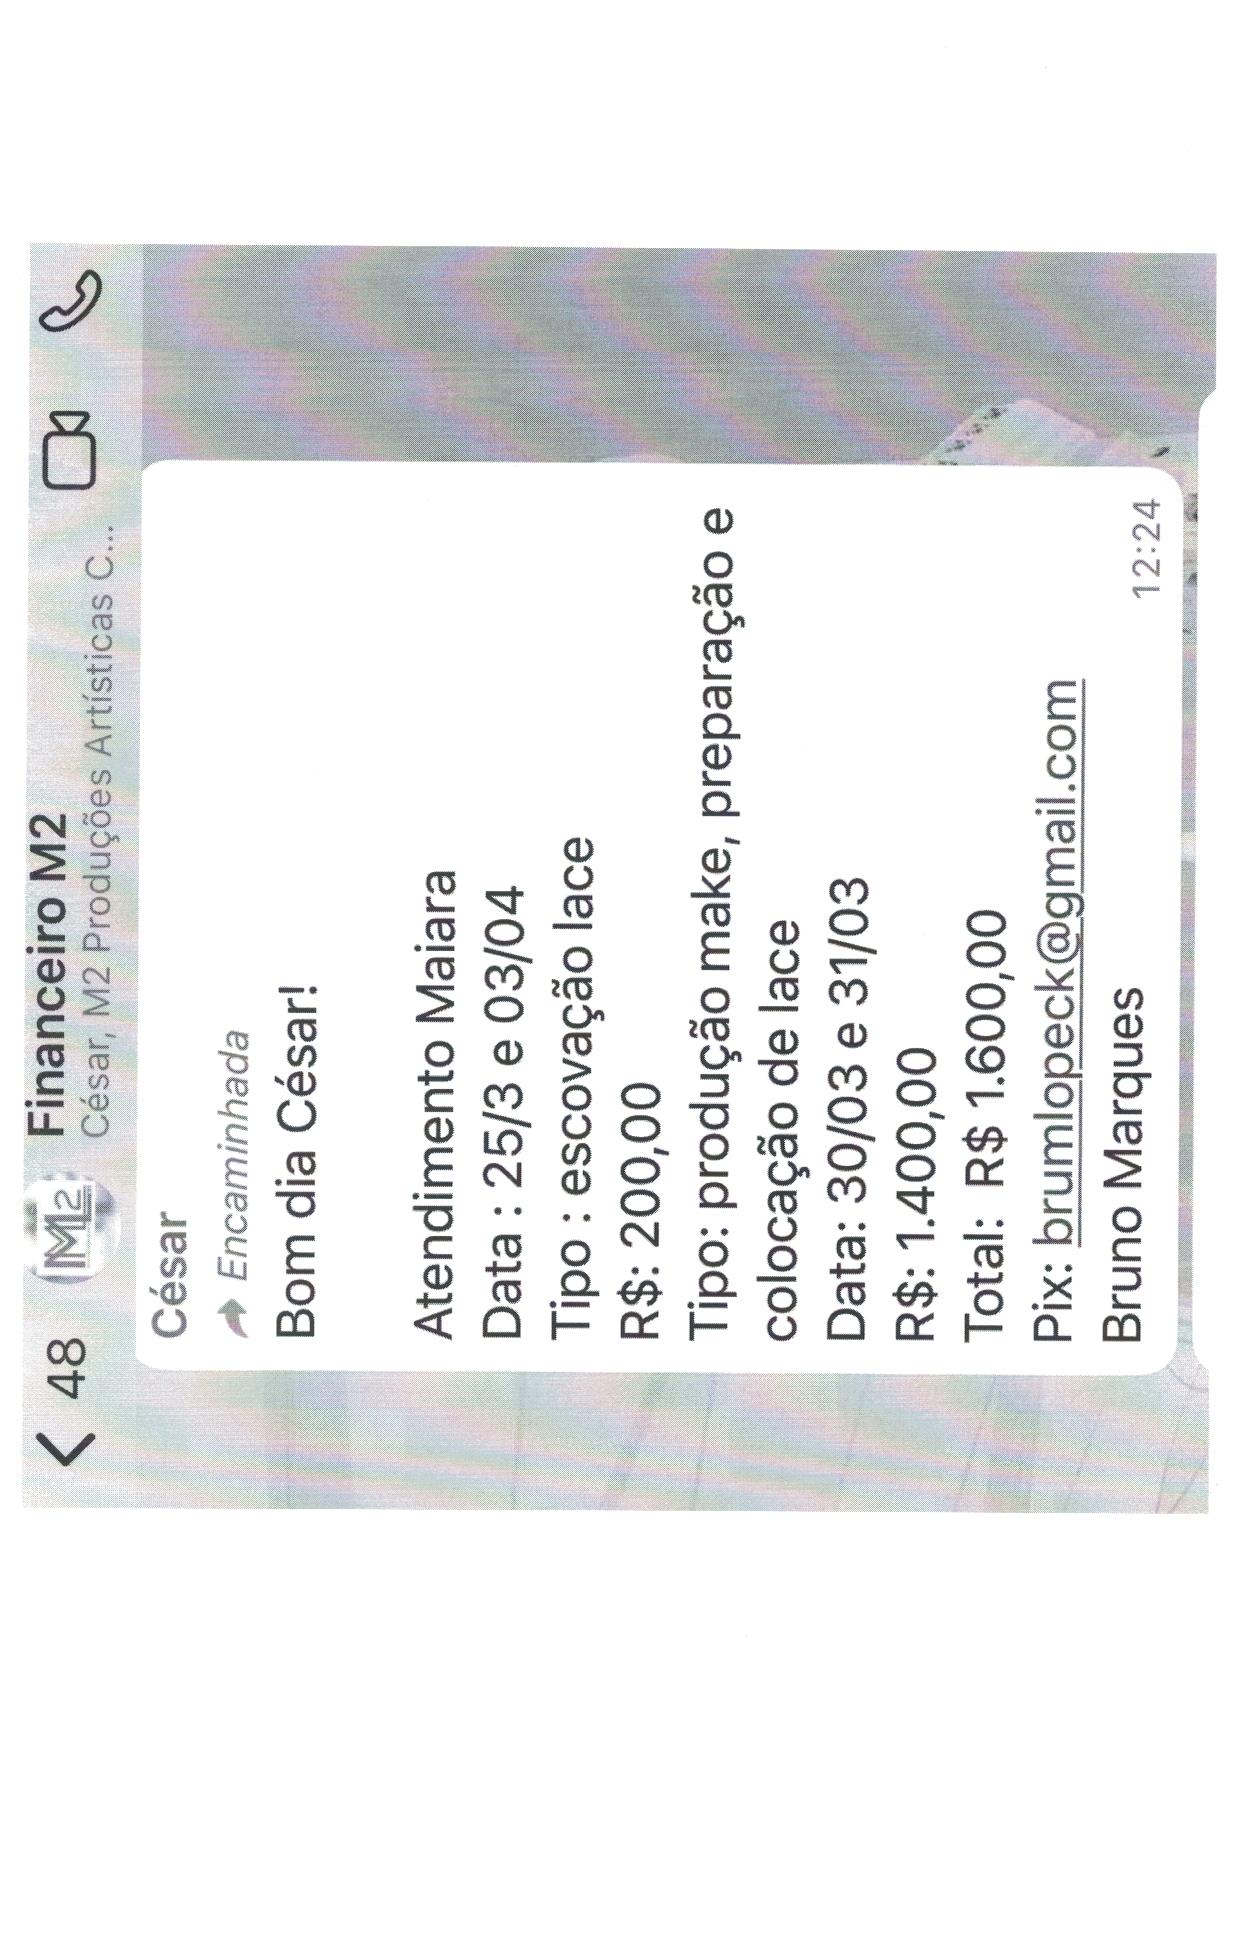 48
M2
Financeiro M2
César, M2 Produções Artísticas C...
César
Encaminhada
Bom dia César!
Atendimento Maiara
Data : 25/3 e 03/04
Tipo : escovação lace
R$: 200,00
Tipo: produção make, preparação e
colocação de lace
Data: 30/03 e 31/03
R$: 1.400,00
Total:  R$ 1.600,00
Pix: brumlopeck@gmail.com
Bruno Marques
12:24